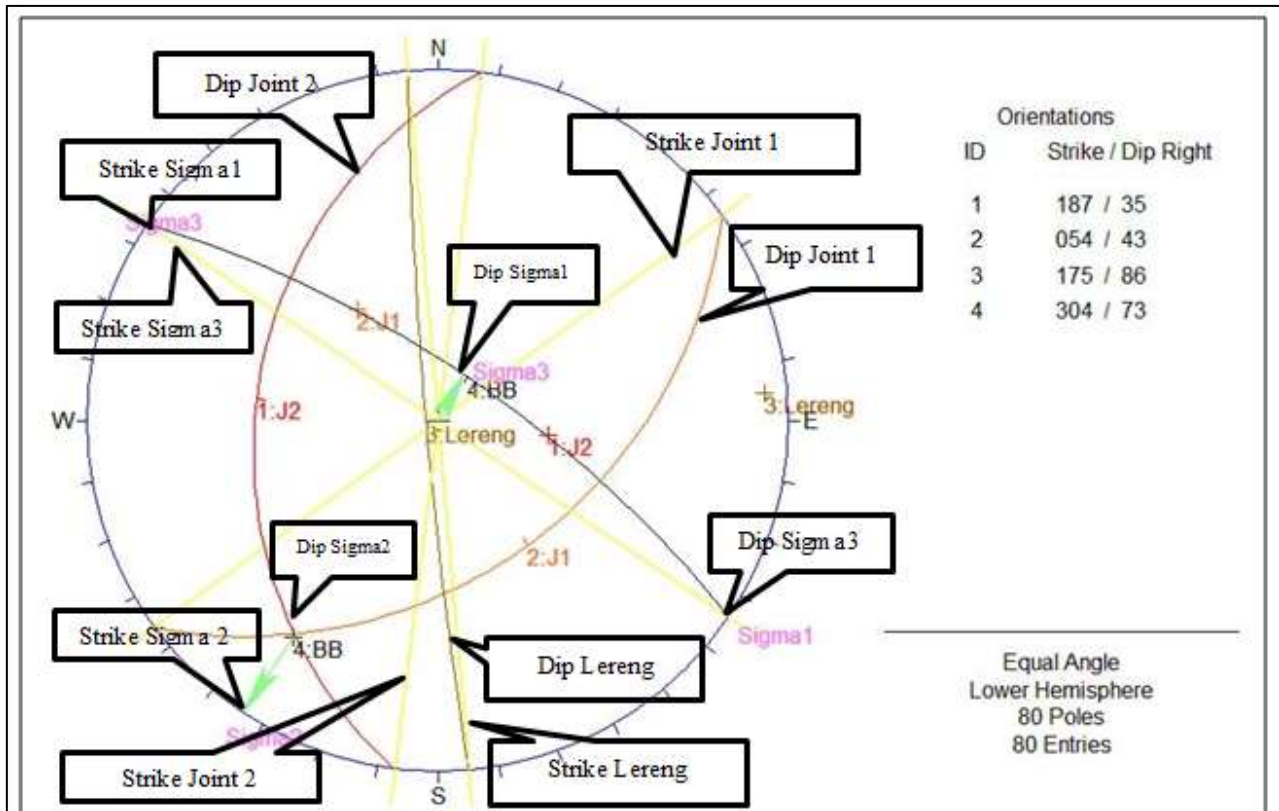 N
Dip Joint 2
Strike Joint 1
Strike Sigma1
Sigma3
Dip Sigma1
Dip Joint 1
Strike Sigma3
2:J1
Sigma3
4:BB
1:J2
3:Lereng
W
3:Lereng
E
1:J2
Dip Sigma2
2:J1
Dip Sigma3
Strike Sigma 2
4:BB
Sigma1
Dip Lereng
Strike Joint 2
Strike Lereng
S
Orientations
ID Strike / Dip Right
1 187 / 35
2 054 / 43
3 175 / 86
4 304 / 73
Equal Angle
Lower Hemisphere
80 Poles
80 Entries